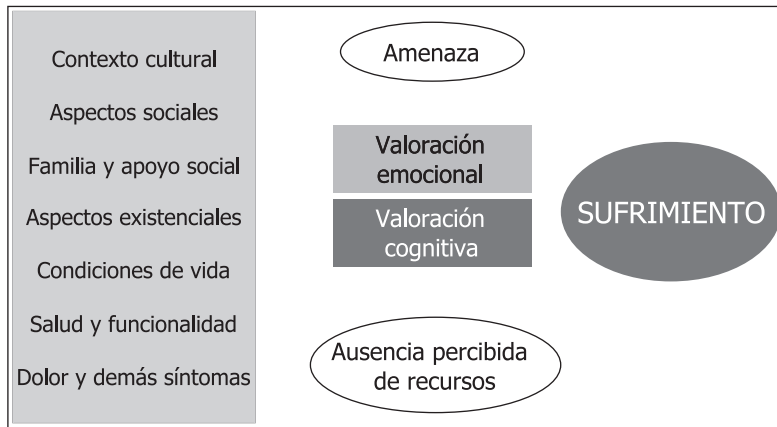 Contexto cultural
Aspectos sociales
Familia y apoyo social
Aspectos existenciales
Condiciones de vida
Salud y funcionalidad
Dolor y demás síntomas
Amenaza
Valoración
emocional
Valoración
cognitiva
Ausencia percibida
de recursos
SUFRIMIENTO